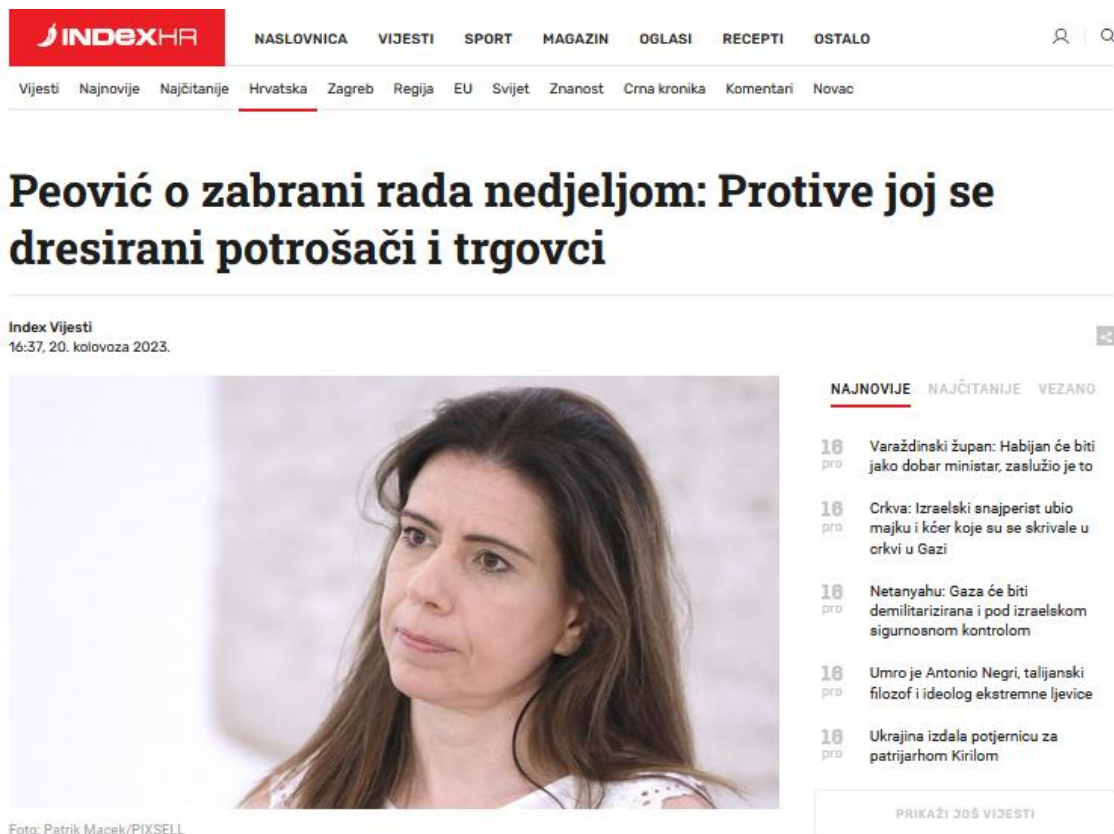 INDEXHR
NASLOVNICA VIJESTI SPORT MAGAZIN OGLASI RECEPTI OSTALO
Vijesti Najnovije Najčitanije Hrvatska Zagreb Regija EU Svijet Znanost Crna kronika Komentari Novac
Peović o zabrani rada nedjeljom: Protive joj se
dresirani potrošači i trgovci
Index Vijesti
16:37, 20. kolovoza 2023.
Foto: Patrik Macek/PIXSELL
NAJNOVIJE NAJČITANIJE VEZANO
16
pro
Varaždinski župan: Habijan će biti
jako dobar ministar, zaslužio je to
16
pro
Crkva: Izraelski snajperist ubio
majku i kćer koje su se skrivale u
crkvi u Gazi
16
pro
Netanyahu: Gaza će biti
demilitarizirana i pod izraelskom
sigurnosnom kontrolom
16
pro
Umro je Antonio Negri, talijanski
filozof i ideolog ekstremne ljevice
16
pro
Ukrajina izdala potjernicu za
patrijarhom Kirilom
PRIKAŽI JOŠ VIJESTI